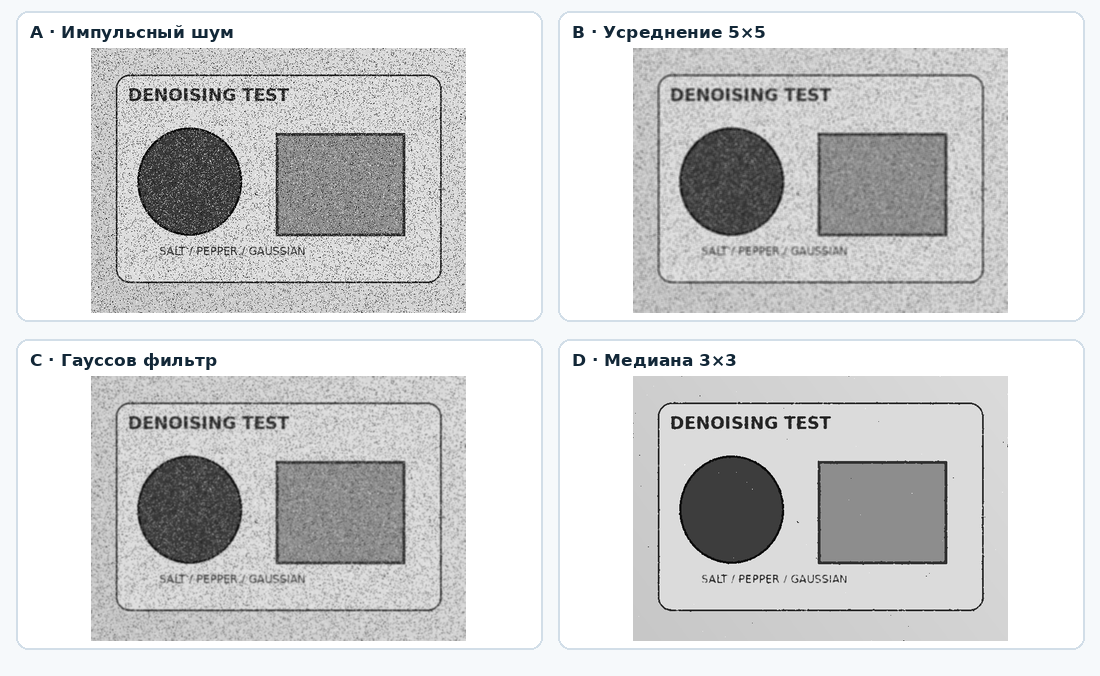 A · Импульсный шум
DENOISING TEST
SALT / PEPPER / GAUSSIAN
B · Усреднение 5×5
DENOISING TEST
SALT / PEPPER / GAUSSIAN
C · Гауссов фильтр
DENOISING TEST
SALT / PEPPER / GAUSSIAN
D · Медиана 3×3
DENOISING TEST
SALT / PEPPER / GAUSSIAN